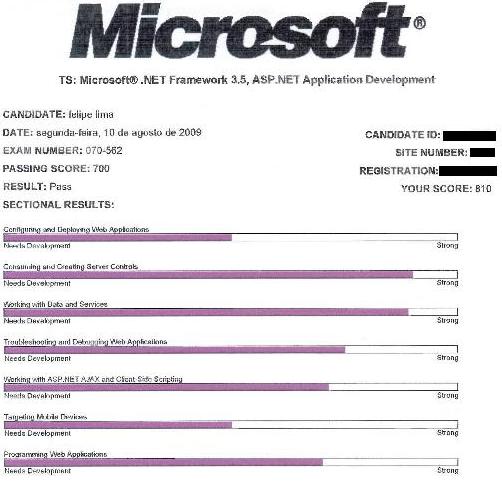 Microsoft®
TS: Microsoft® .NET Framework 3.5, ASP.NET Application Development
CANDIDATE: felipe lima
DATE: segunda-feira, 10 de agosto de 2009
CANDIDATE ID:
EXAM NUMBER: 070-562
SITE NUMBER:
PASSING SCORE: 700
REGISTRATION:
RESULT: Pass
YOUR SCORE: 810
SECTIONAL RESULTS:
Configuring and Deploying Web Applications
Needs Development Strong
Consuming and Creating Server Controls
Needs Development Strong
Working with Data and Services
Needs Development Strong
Troubleshooting and Debugging Web Applications
Needs Development Strong
Working with ASP.NET AJAX and Client-Side Scripting
Needs Development Strong
Targeting Mobile Devices
Needs Development Strong
Programming Web Applications
Needs Development Strong